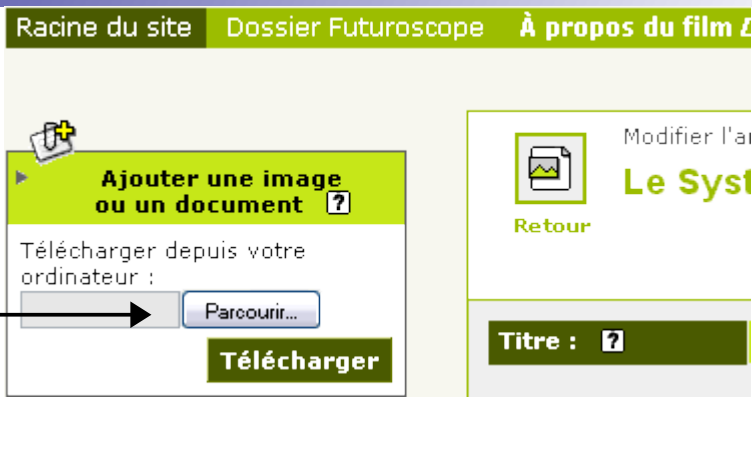 Racine du site Dossier Futuroscope À propos du film
Ajouter une image
ou un document ?
Télécharger depuis votre
ordinateur :
Parcourir...
Télécharger
Modifier l'a
Le Syst
Retour
Titre : ?